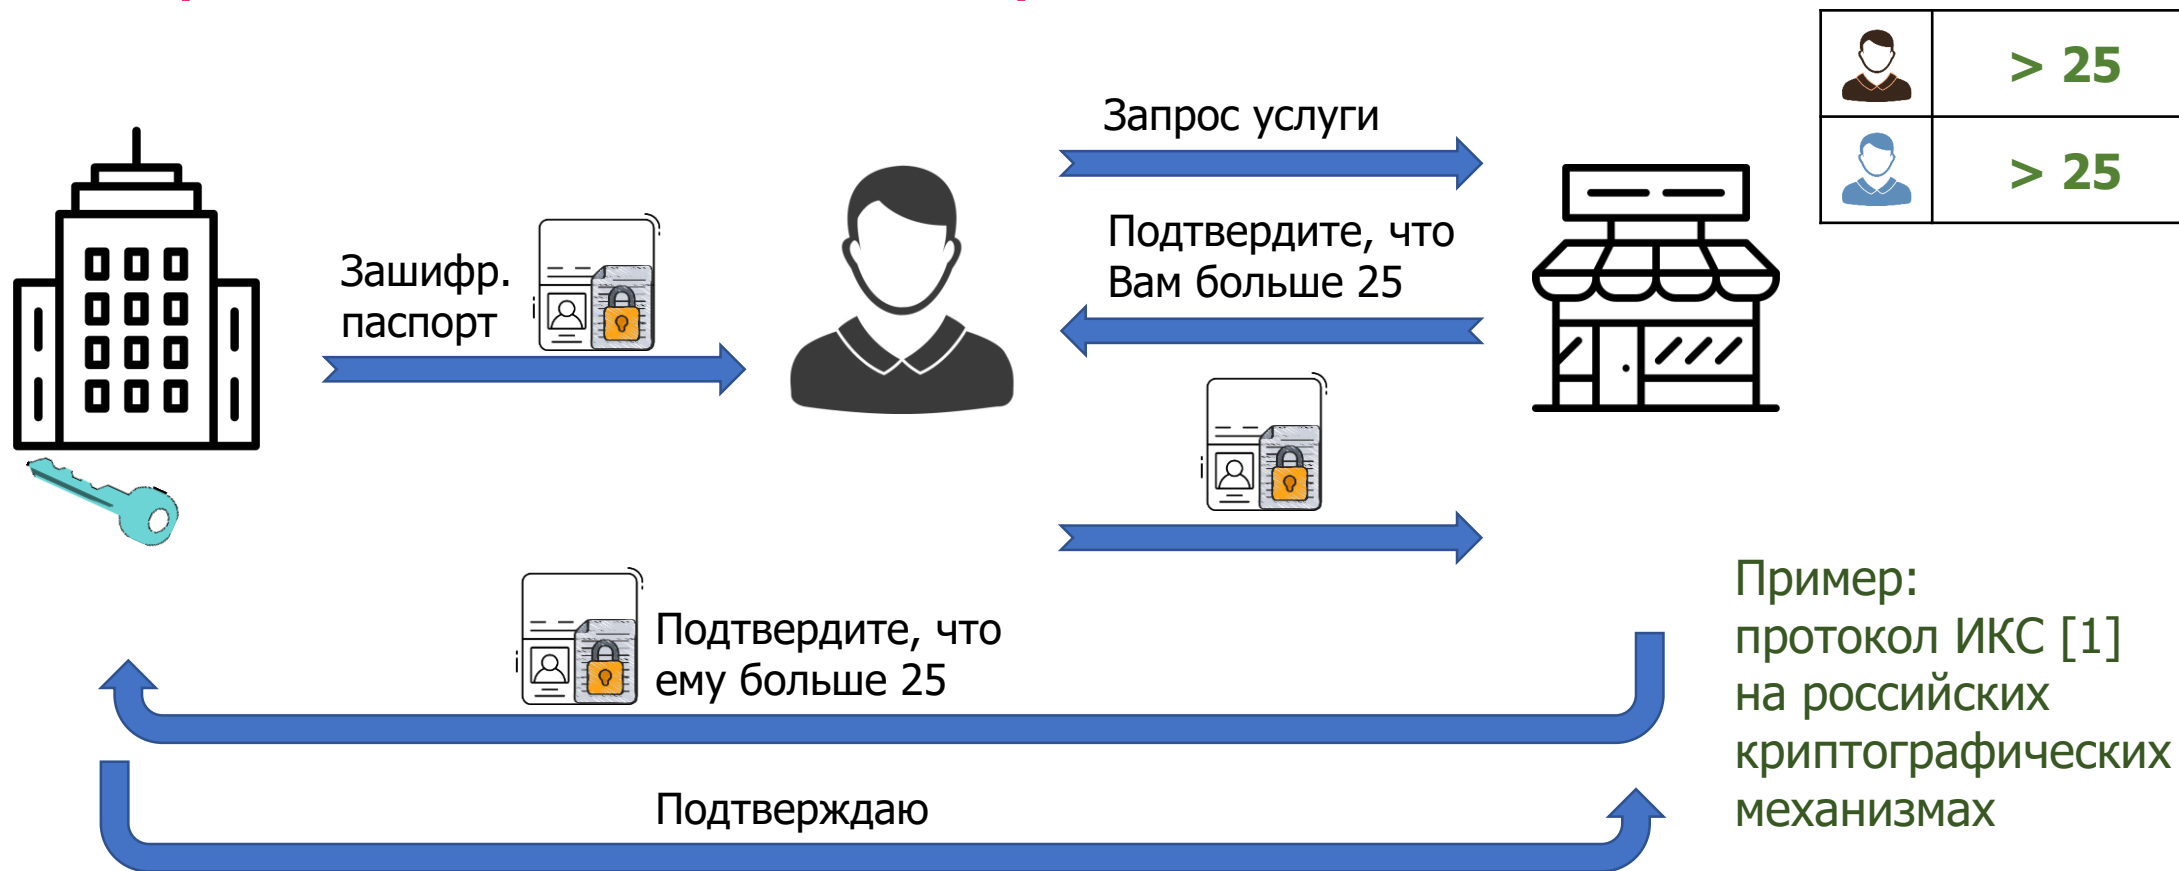 > 25
> 25
Запрос услуги
Подтвердите, что
Вам больше 25
Зашифр.
паспорт
Подтвердите, что
ему больше 25
Подтверждаю
Пример:
протокол ИКС [1]
на российских
криптографических
механизмах